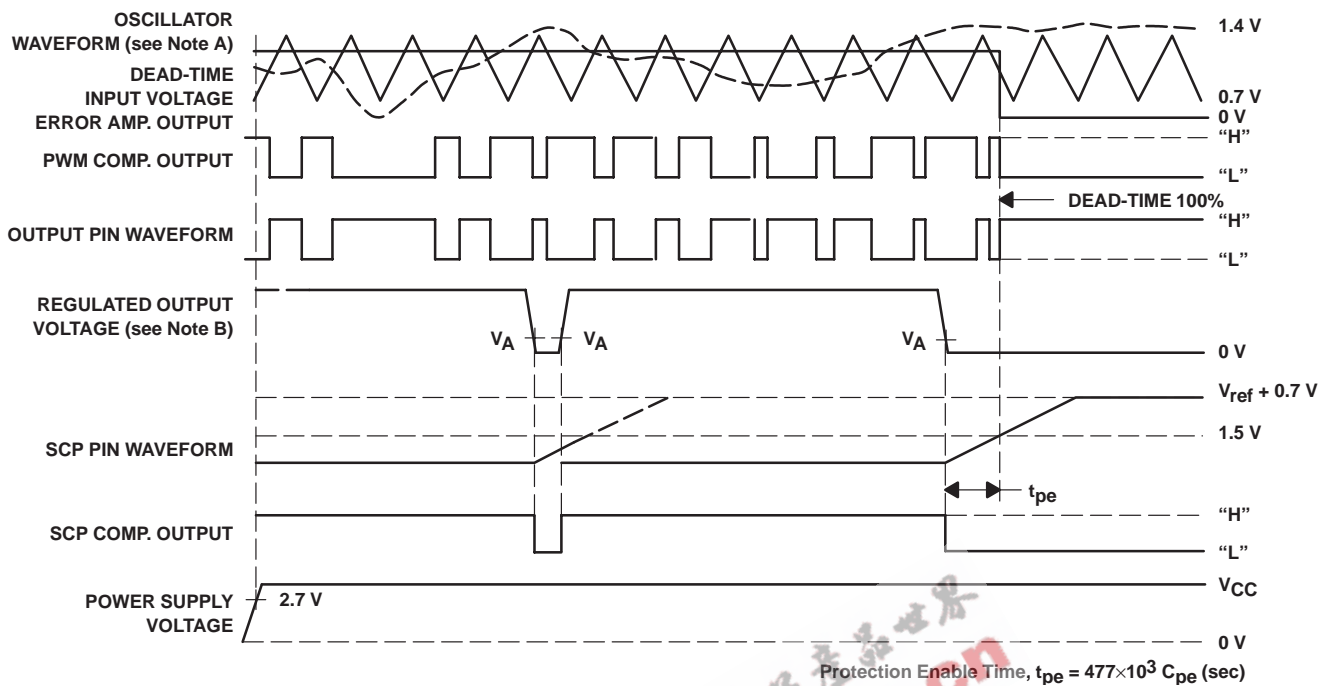 OSCILLATOR
WAVEFORM (see Note A)
1.4 V
DEAD-TIME
INPUT VOLTAGE
0.7 V
0 V
ERROR AMP. OUTPUT
“H”
PWM COMP. OUTPUT
“L”
DEAD-TIME 100%
“H”
OUTPUT PIN WAVEFORM
“L”
REGULATED OUTPUT
VOLTAGE (see Note B)
VA
VA
VA
0 V
Vref + 0.7 V
1.5 V
SCP PIN WAVEFORM
tpe
“H”
SCP COMP. OUTPUT
“L”
VCC
POWER SUPPLY
VOLTAGE
2.7 V
0 V
Protection Enable Time, tpe = 477×10³ Cpe (sec)